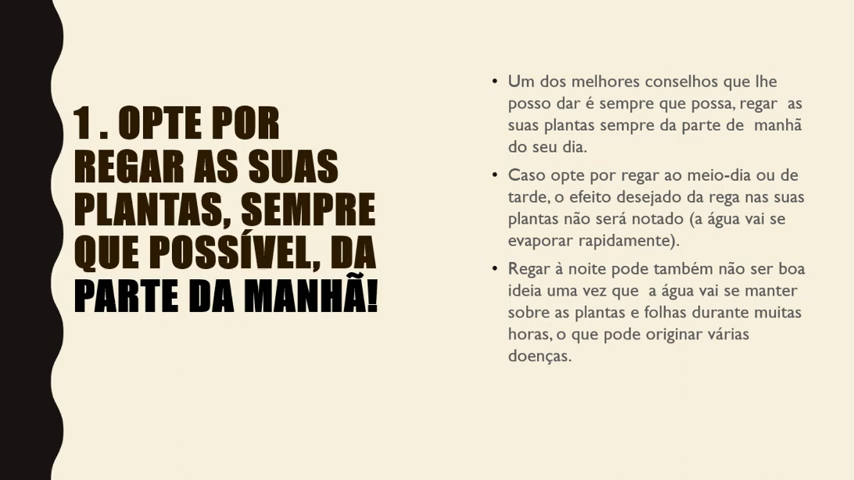 1 . OPTE POR
REGAR AS SUAS
PLANTAS, SEMPRE
QUE POSSÍVEL, DA
PARTE DA MANHÃ!
• Um dos melhores conselhos que lhe
posso dar é sempre que possa, regar as
suas plantas sempre da parte de manhã
do seu dia.
• Caso opte por regar ao meio-dia ou de
tarde, o efeito desejado da rega nas suas
plantas não será notado (a água vai se
evaporar rapidamente).
• Regar à noite pode também não ser boa
ideia uma vez que a água vai se manter
sobre as plantas e folhas durante muitas
horas, o que pode originar várias
doenças.